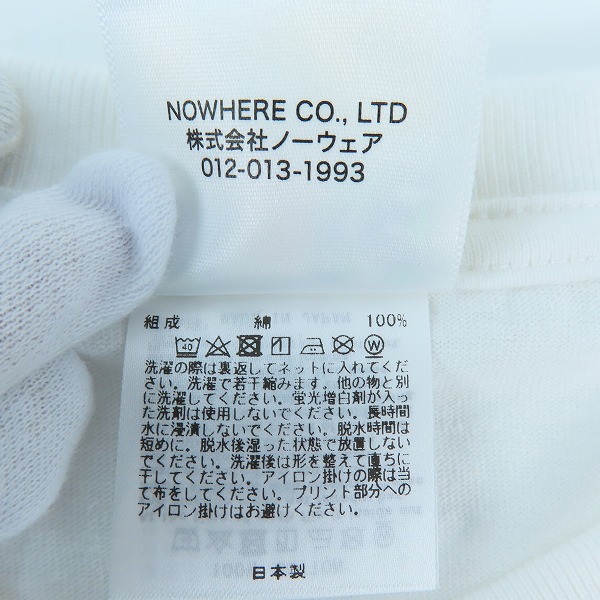 NOWHERE CO., LTD
株式会社ノーウェア
012-013-1993
組成 綿 100%
40
洗濯の際は裏返してネットに入れてくだ
さい。洗濯で若干縮みます。他の物と別
に洗濯してください。蛍光増白剤が入っ
た洗剤は使用しないでください。長時間
水に浸漬しないでください。脱水時間は
短めに。脱水後湿った状態で放置しない
でください。洗濯後は形を整えて直ちに
干してください。アイロン掛けの際は当
て布をしてください。プリント部分への
アイロン掛けはお避けください。
日本製